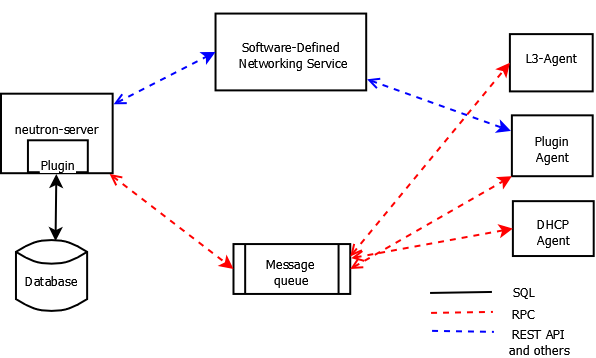 Software-Defined
Networking Service
L3-Agent
neutron-server
Plugin
Plugin
Agent
DHCP
Agent
Database
Message
queue
SQL
RPC
REST API
and others